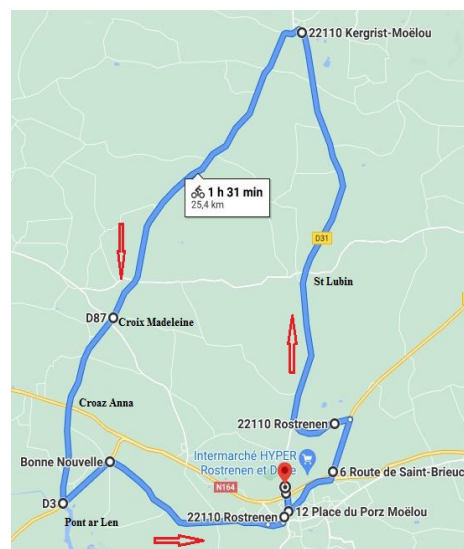 22110 Kergrist-Moëlou
1 h 31 min
25,4 km
D31
St Lubin
D87
Croix Madeleine
Croaz Anna
22110 Rostrenen
Intermarché HYPER
Rostrenen et D
Bonne Nouvelle
6 Route de Saint-Brieuc
N164
D3
12 Place du Porz Moëlou
22110 Rostrenen
Pont ar Len